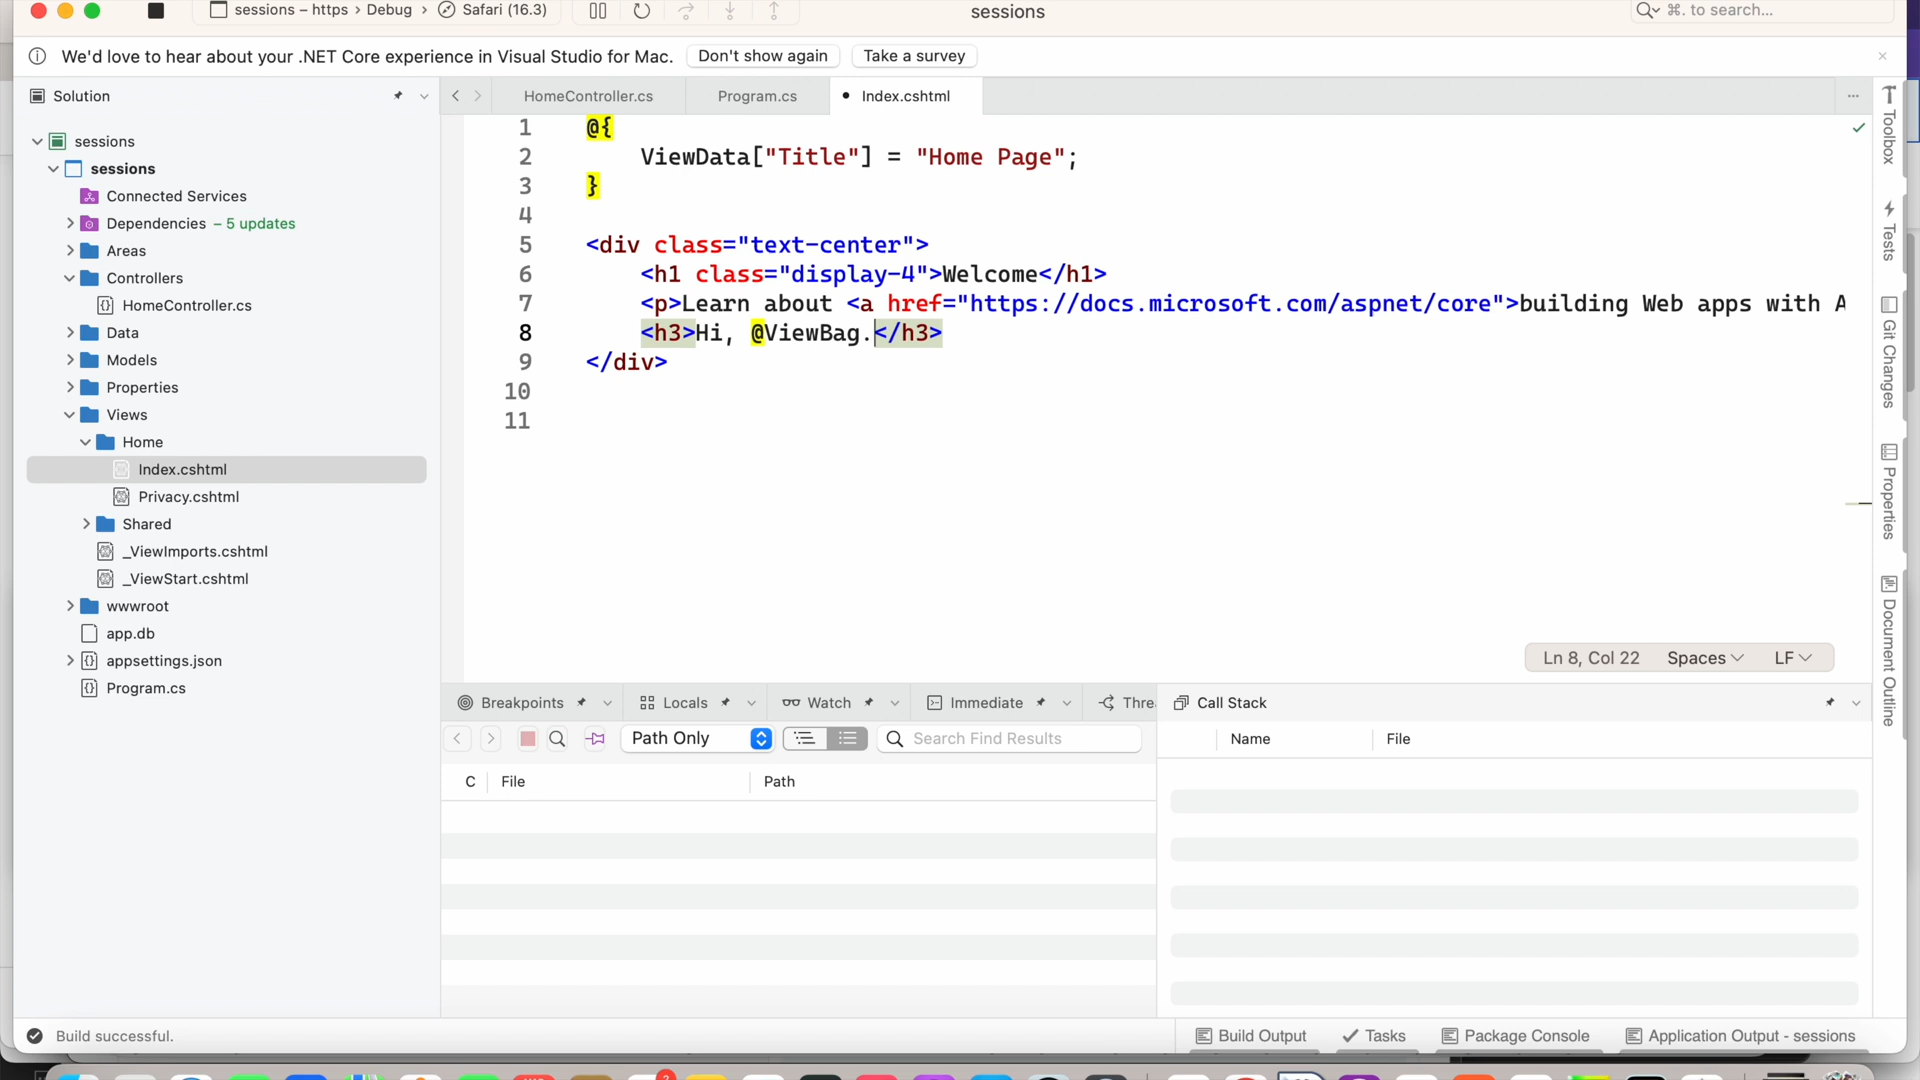 sessions – https › Debug › Safari (16.3)
sessions
⌘. to search...
We'd love to hear about your .NET Core experience in Visual Studio for Mac.
Don't show again
Take a survey
Solution
HomeController.cs
Program.cs
Index.cshtml
sessions
sessions
Connected Services
Dependencies – 5 updates
Areas
Controllers
HomeController.cs
Data
Models
Properties
Views
Home
Index.cshtml
Privacy.cshtml
Shared
_ViewImports.cshtml
_ViewStart.cshtml
wwwroot
app.db
appsettings.json
Program.cs
1 @{
2 ViewData["Title"] = "Home Page";
3 }
4
5 <div class="text-center">
6 <h1 class="display-4">Welcome</h1>
7 <p>Learn about <a href="https://docs.microsoft.com/aspnet/core">building Web apps with A
8 <h3>Hi, @ViewBag.</h3>
9 </div>
10
11
Ln 8, Col 22
Spaces
LF
Toolbox
Tests
Git Changes
Properties
Document Outline
Breakpoints
Locals
Watch
Immediate
Thre
Call Stack
Path Only
Search Find Results
Name
File
C
File
Path
Build successful.
Build Output
Tasks
Package Console
Application Output - sessions
2